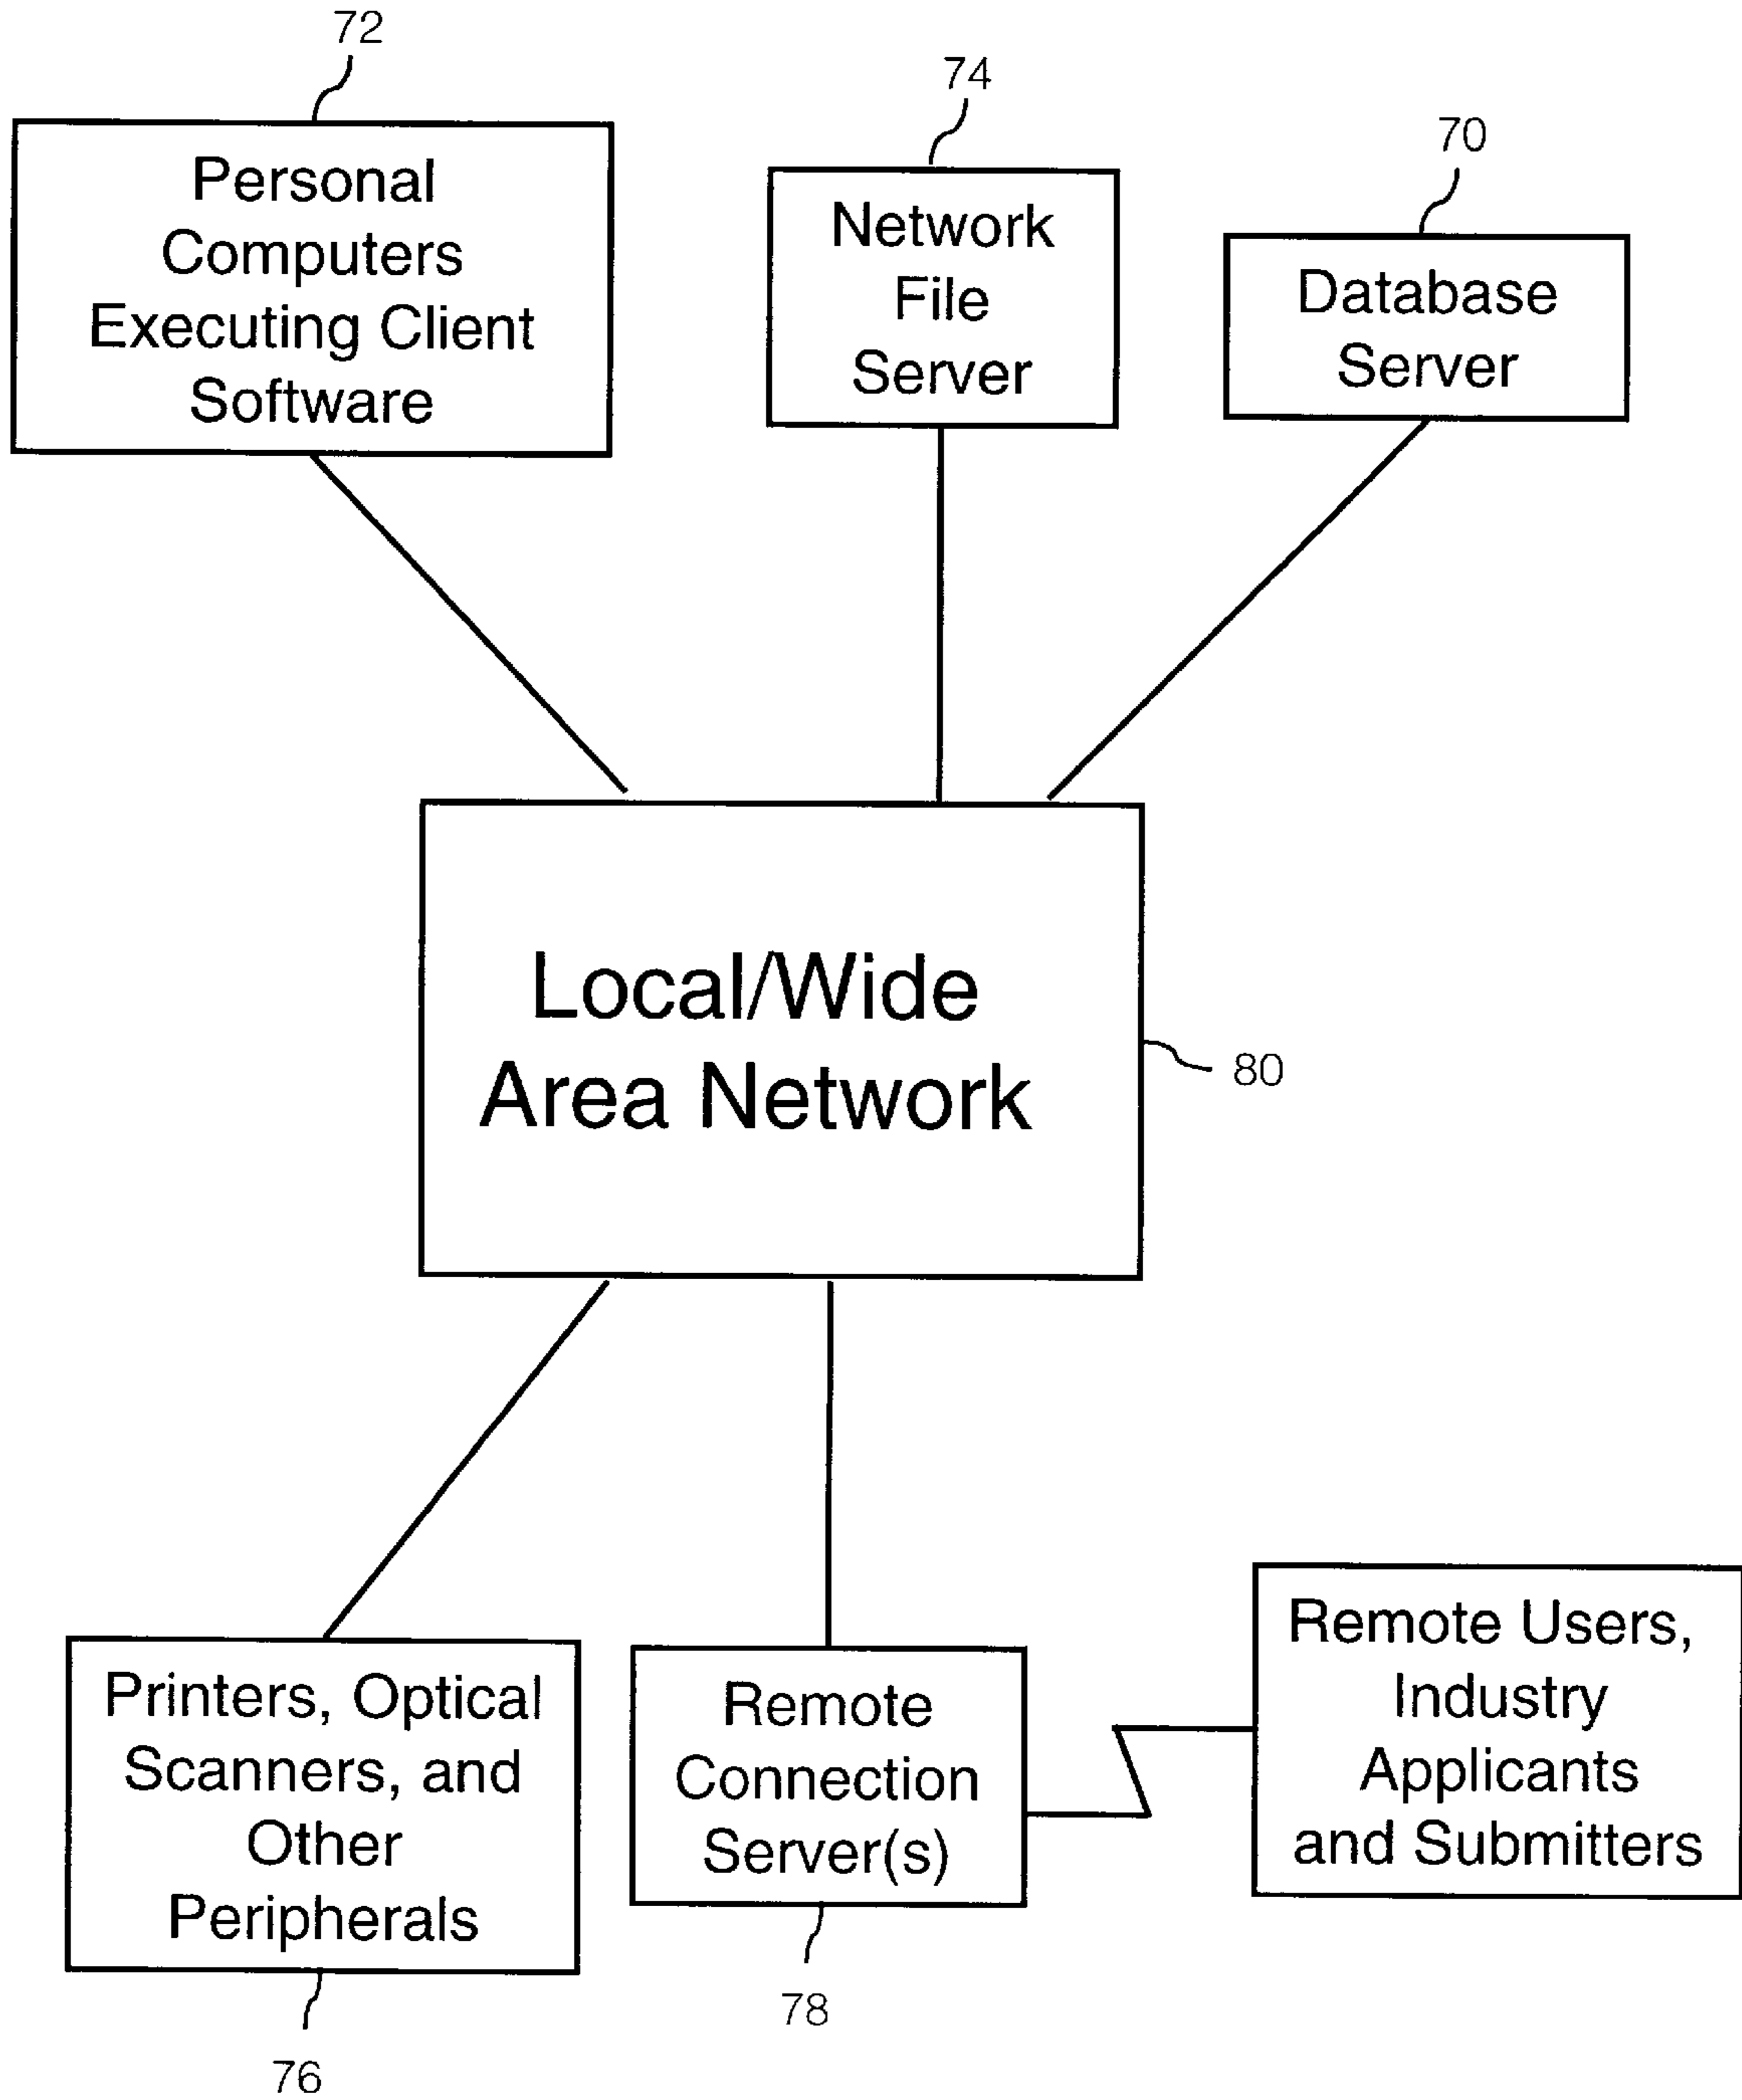 72
Personal
Computers
Executing Client
Software
74
Network
File
Server
70
Database
Server
Local/Wide
Area Network
80
Printers, Optical
Scanners, and
Other
Peripherals
76
Remote
Connection
Server(s)
78
Remote Users,
Industry
Applicants
and Submitters